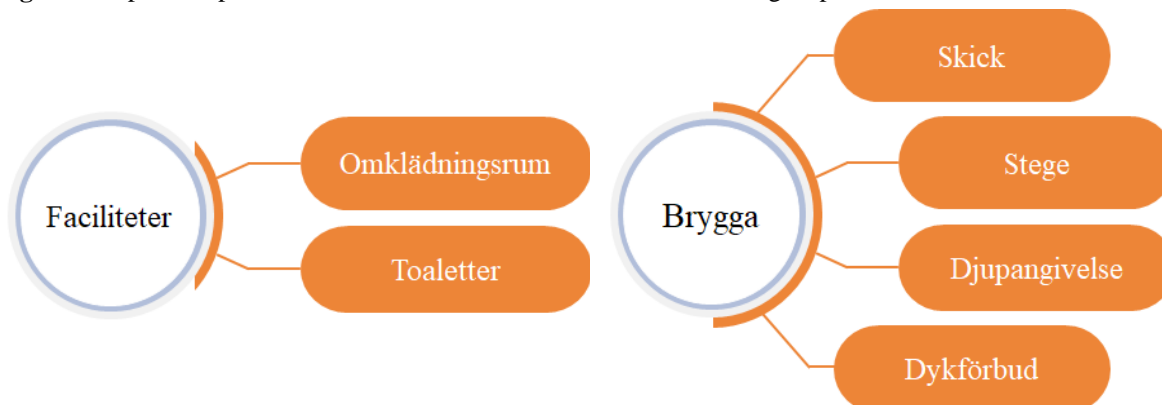 Faciliteter
Omklädningsrum
Toaletter
Brygga
Skick
Stege
Djupangivelse
Dykförbud